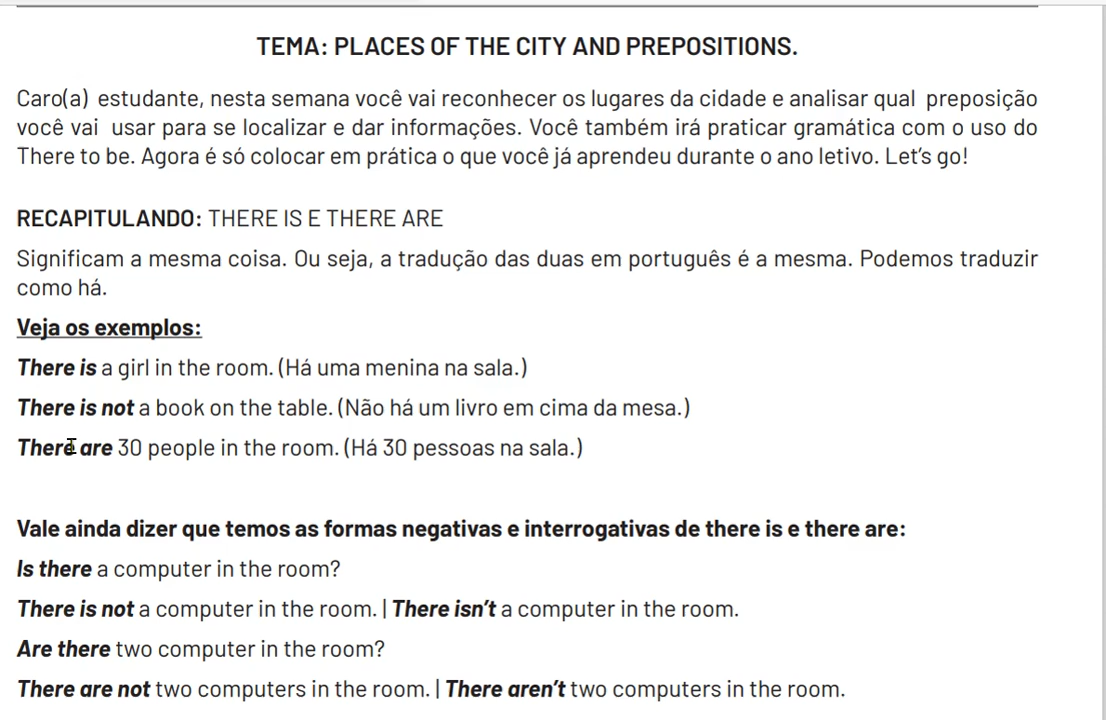 TEMA: PLACES OF THE CITY AND PREPOSITIONS.
Caro(a) estudante, nesta semana você vai reconhecer os lugares da cidade e analisar qual preposição
você vai usar para se localizar e dar informações. Você também irá praticar gramática com o uso do
There to be. Agora é só colocar em prática o que você já aprendeu durante o ano letivo. Let's go!
RECAPITULANDO: THERE IS E THERE ARE
Significam a mesma coisa. Ou seja, a tradução das duas em português é a mesma. Podemos traduzir
como há.
Veja os exemplos:
There is a girl in the room. (Há uma menina na sala.)
There is not a book on the table. (Não há um livro em cima da mesa.)
There are 30 people in the room. (Há 30 pessoas na sala.)
Vale ainda dizer que temos as formas negativas e interrogativas de there is e there are:
Is there a computer in the room?
There is not a computer in the room. | There isn't a computer in the room.
Are there two computer in the room?
There are not two computers in the room. | There aren't two computers in the room.